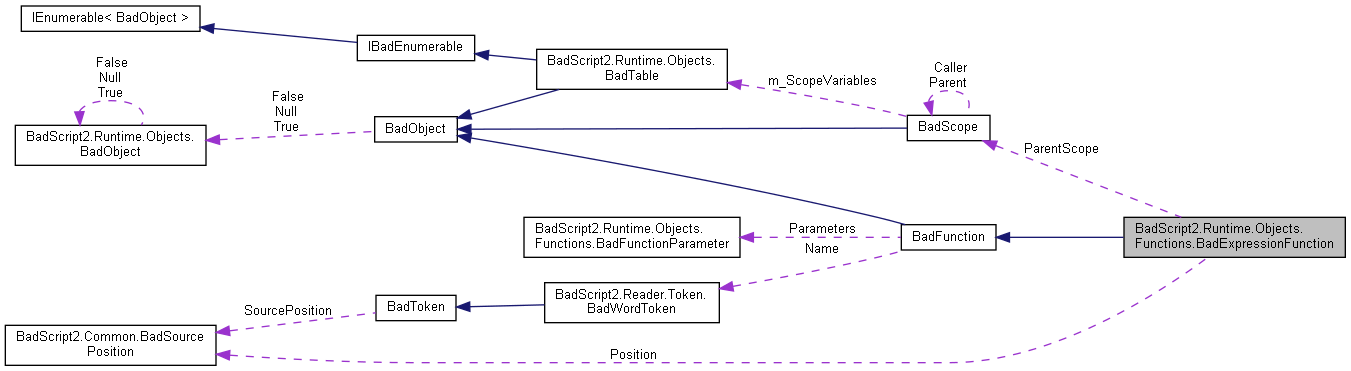 IEnumerable< BadObject >
IBadEnumerable
BadScript2.Runtime.Objects.
BadTable
False
Null
True
BadScript2.Runtime.Objects.
BadObject
False
Null
True
BadObject
m_ScopeVariables
Caller
Parent
BadScope
ParentScope
BadScript2.Runtime.Objects.
Functions.BadFunctionParameter
Parameters
Name
BadFunction
BadScript2.Runtime.Objects.
Functions.BadExpressionFunction
BadScript2.Reader.Token.
BadWordToken
BadToken
SourcePosition
BadScript2.Common.BadSource
Position
Position